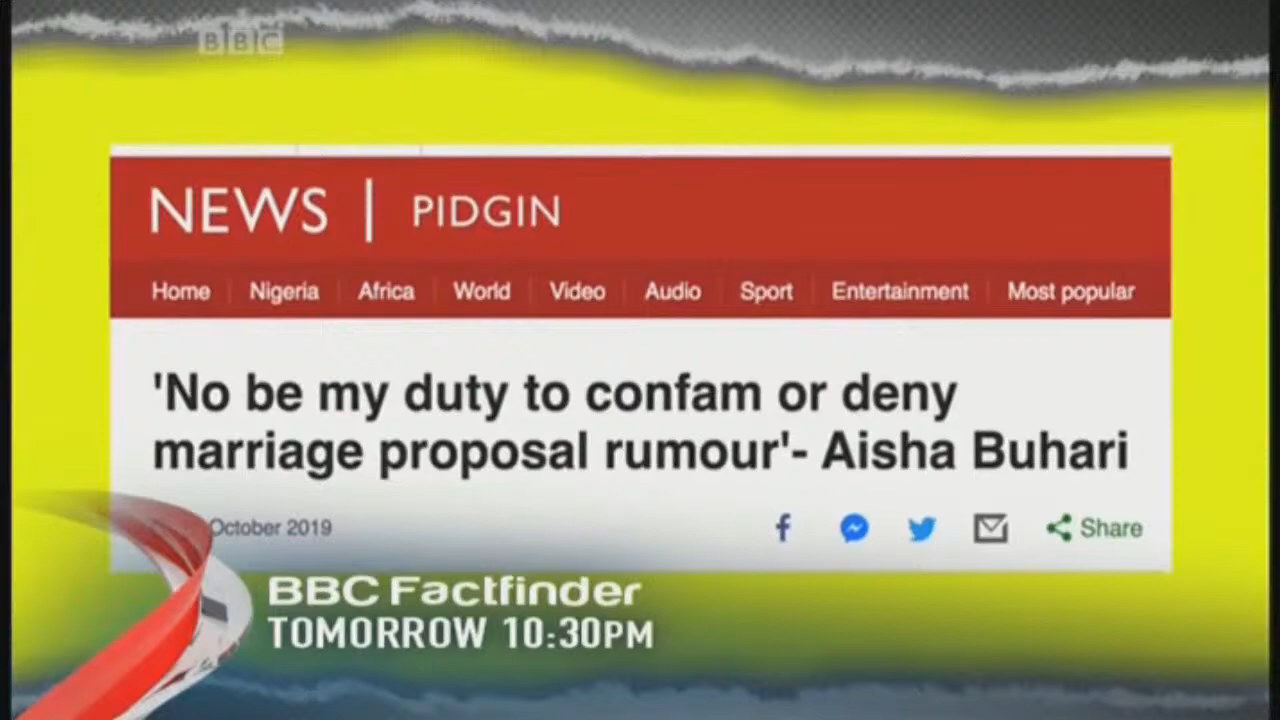 BBC
NEWS | PIDGIN
Home Nigeria Africa World Video Audio Sport Entertainment Most popular
'No be my duty to confam or deny
marriage proposal rumour'- Aisha Buhari
October 2019 Share
BBC Factfinder
TOMORROW 10:30PM